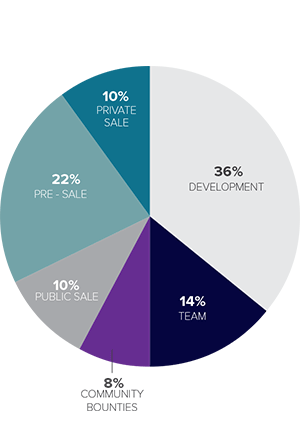 10%
PRIVATE
SALE
36%
DEVELOPMENT
22%
PRE - SALE
14%
TEAM
10%
PUBLIC SALE
8%
COMMUNITY
BOUNTIES